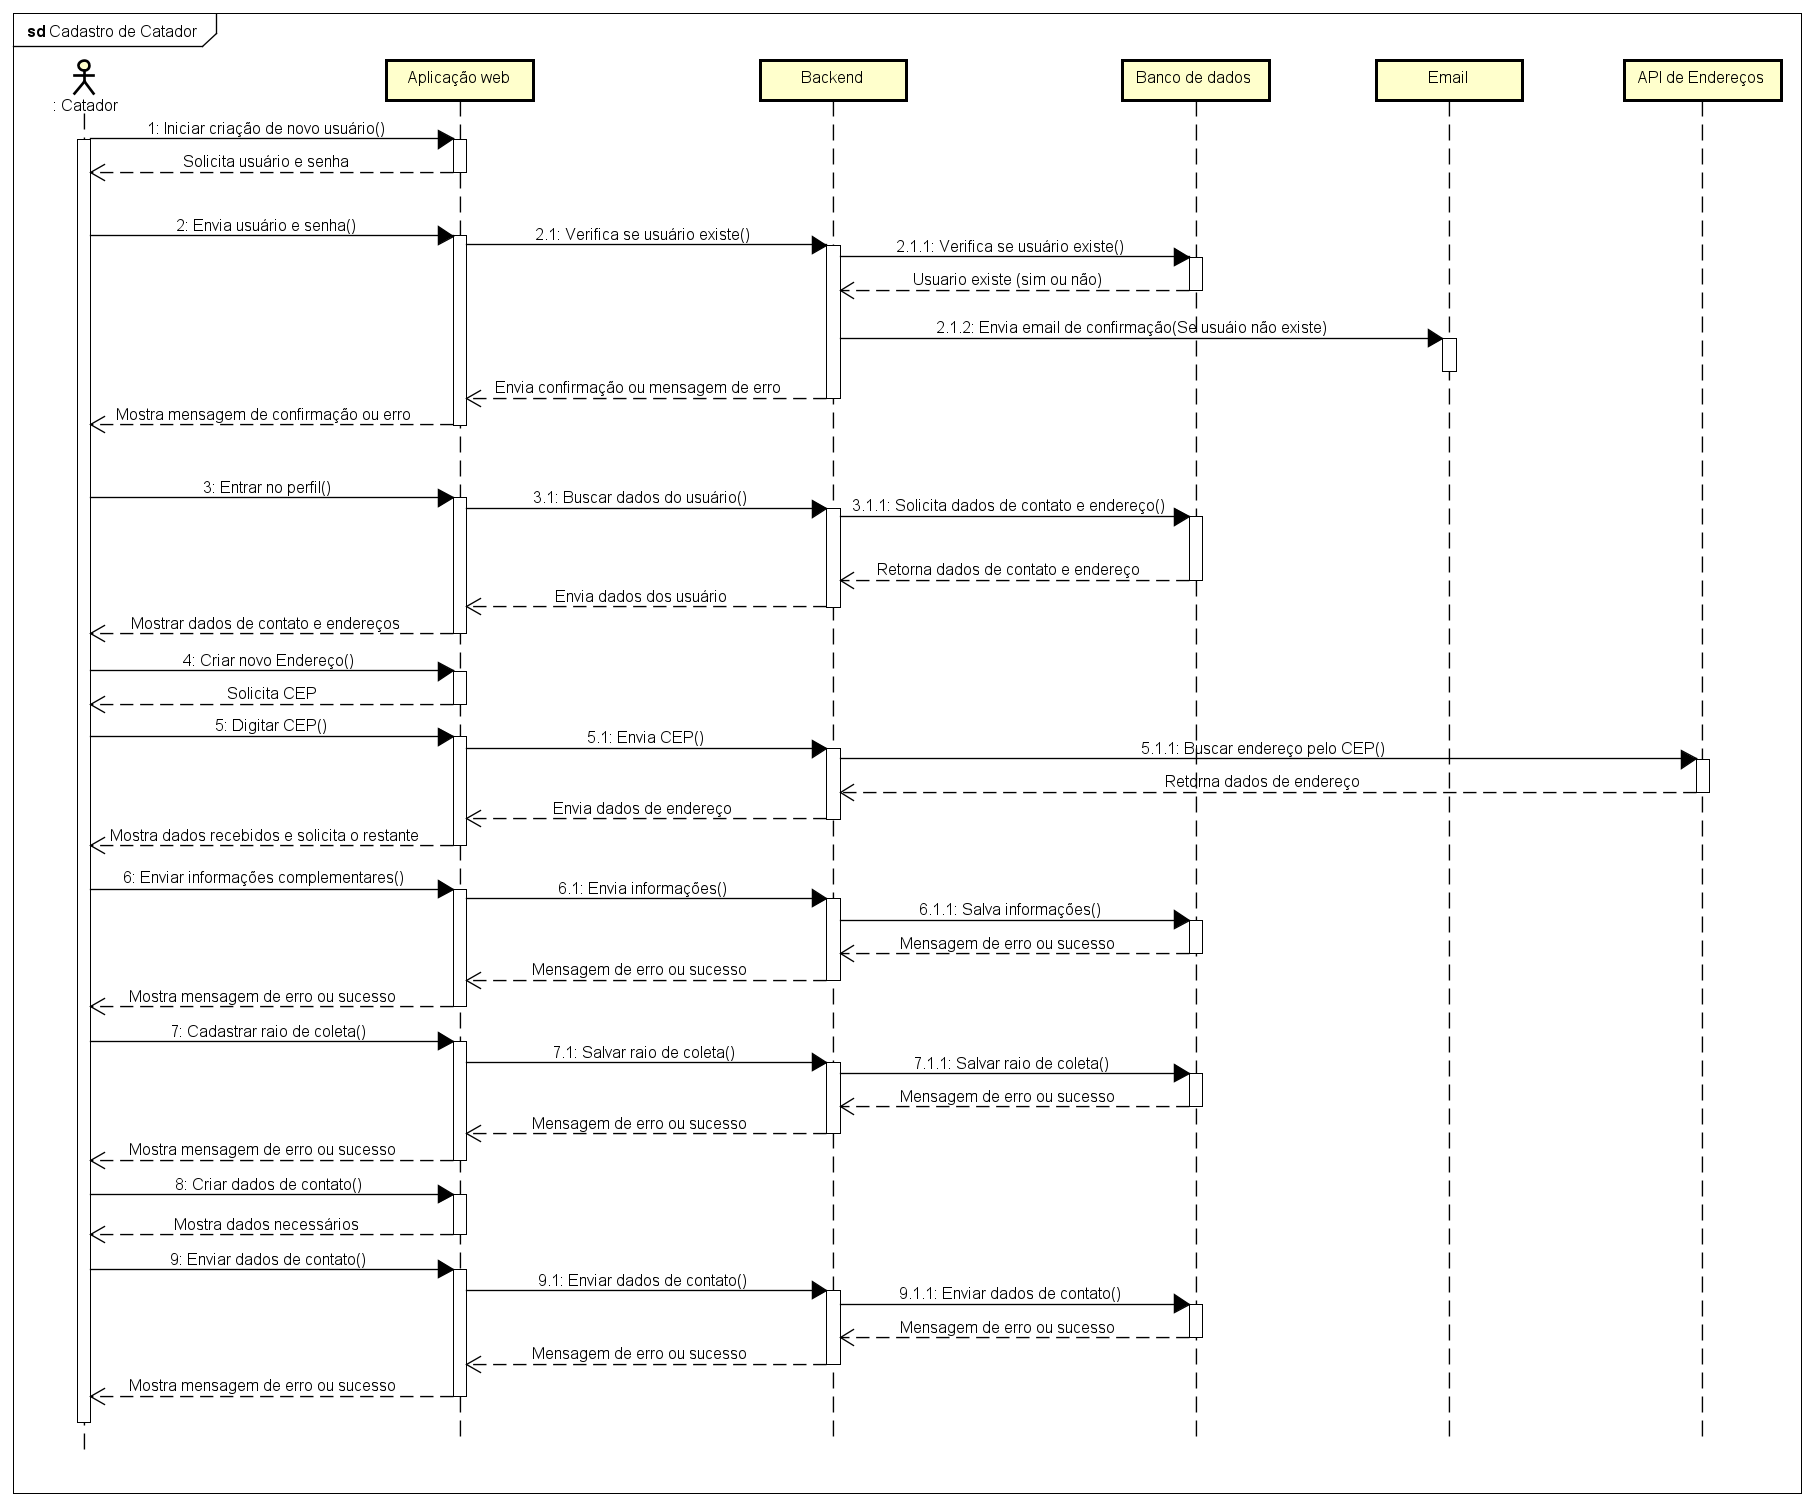 sd Cadastro de Catador
: Catador
Aplicação web
Backend
Banco de dados
Email
API de Endereços
1: Iniciar criação de novo usuário()
Solicita usuário e senha
2: Envia usuário e senha()
2.1: Verifica se usuário existe()
2.1.1: Verifica se usuário existe()
Usuario existe (sim ou não)
2.1.2: Envia email de confirmação(Se usuáio não existe)
Envia confirmação ou mensagem de erro
Mostra mensagem de confirmação ou erro
3: Entrar no perfil()
3.1: Buscar dados do usuário()
3.1.1: Solicita dados de contato e endereço()
Retorna dados de contato e endereço
Envia dados dos usuário
Mostrar dados de contato e endereços
4: Criar novo Endereço()
Solicita CEP
5: Digitar CEP()
5.1: Envia CEP()
5.1.1: Buscar endereço pelo CEP()
Retorna dados de endereço
Envia dados de endereço
Mostra dados recebidos e solicita o restante
6: Enviar informações complementares()
6.1: Envia informações()
6.1.1: Salva informações()
Mensagem de erro ou sucesso
Mensagem de erro ou sucesso
Mostra mensagem de erro ou sucesso
7: Cadastrar raio de coleta()
7.1: Salvar raio de coleta()
7.1.1: Salvar raio de coleta()
Mensagem de erro ou sucesso
Mensagem de erro ou sucesso
Mostra mensagem de erro ou sucesso
8: Criar dados de contato()
Mostra dados necessários
9: Enviar dados de contato()
9.1: Enviar dados de contato()
9.1.1: Enviar dados de contato()
Mensagem de erro ou sucesso
Mensagem de erro ou sucesso
Mostra mensagem de erro ou sucesso